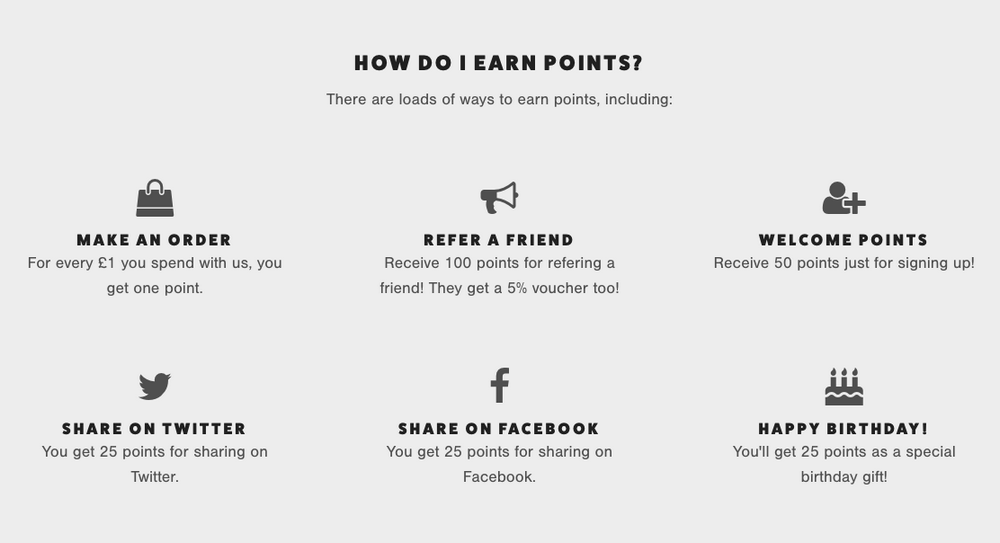 HOW DO I EARN POINTS?
There are loads of ways to earn points, including:
MAKE AN ORDER
For every £1 you spend with us, you
get one point.
REFER A FRIEND
Receive 100 points for refering a
friend! They get a 5% voucher too!
WELCOME POINTS
Receive 50 points just for signing up!
SHARE ON TWITTER
You get 25 points for sharing on
Twitter.
SHARE ON FACEBOOK
You get 25 points for sharing on
Facebook.
HAPPY BIRTHDAY!
You'll get 25 points as a special
birthday gift!